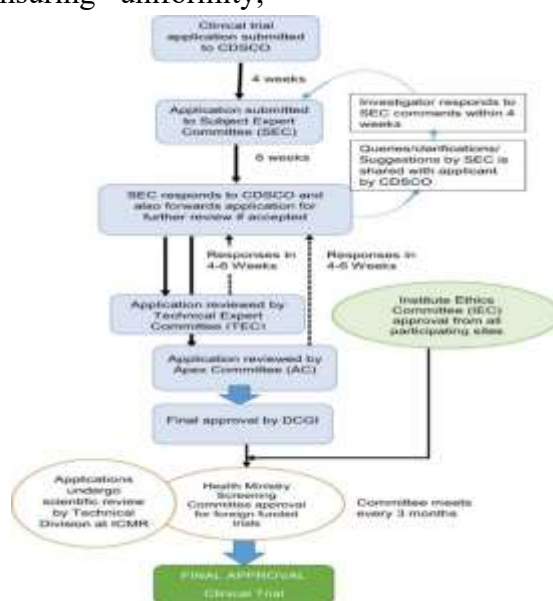 ensuring uniformity,
Clinical trial
application submitted
to CDSCO
4 weeks
Application submitted
to Subject Expert
Committee (SEC)
Investigator responds to
SEC comments within 4
weeks
Queries/clarifications/
Suggestions by SEC is
shared with applicant
by CDSCO
6 weeks
SEC responds to CDSCO and
also forwards application for
further review if accepted
Responses in
4-6 Weeks
Responses in
4-6 Weeks
Application reviewed by
Technical Expert
Committee (TEC)
Institute Ethics
Committee (IEC)
approval from all
participating sites
Application reviewed by
Apex Committee (AC)
Final approval by DCGI
Applications
undergo
scientific review
by Technical
Division at ICMR
Health Ministry
Screening
Committee approval
for foreign funded
trials
Committee meets
every 3 months
FINAL APPROVAL
Clinical Trial